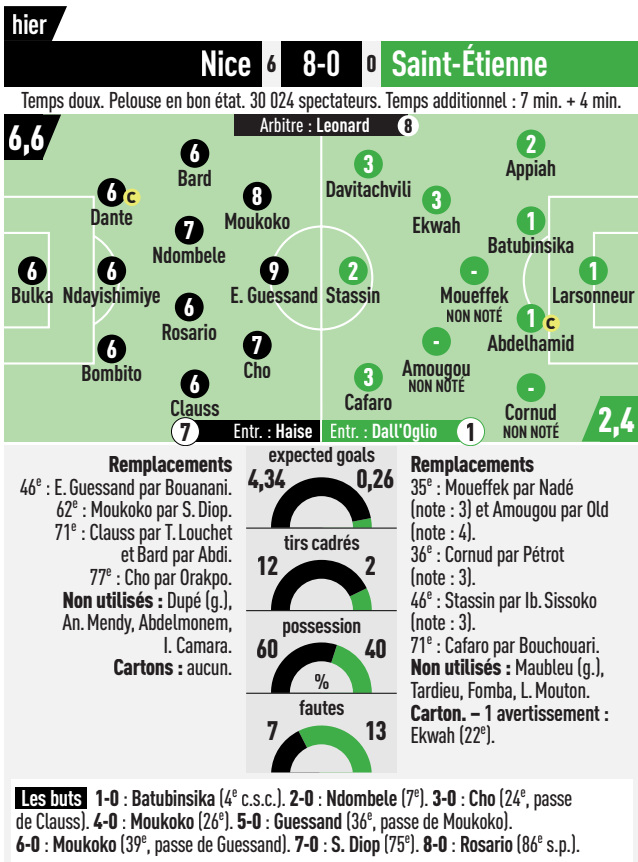 hier
Nice 6 8-0 0 Saint-Étienne
Temps doux. Pelouse en bon état. 30 024 spectateurs. Temps additionnel : 7 min. + 4 min.
6,6
Arbitre : Leonard 8
6
Bulka
6 C
Dante
6
Ndayishimiye
6
Bombito
6
Bard
7
Ndombele
6
Rosario
6
Clauss
8
Moukoko
9
E. Guessand
7
Cho
3
Davitachvili
2
Stassin
3
Cafaro
3
Ekwah
-
Moueffek
NON NOTÉ
-
Amougou
NON NOTÉ
2
Appiah
1
Batubinsika
1 C
Abdelhamid
-
Cornud
NON NOTÉ
1
Larsonneur
7 Entr. : Haise
Entr. : Dall'Oglio 1
2,4
Remplacements
46e : E. Guessand par Bouanani.
62e : Moukoko par S. Diop.
71e : Clauss par T. Louchet
et Bard par Abdi.
77e : Cho par Orakpo.
Non utilisés : Dupé (g.),
An. Mendy, Abdelmonem,
I. Camara.
Cartons : aucun.
expected goals
4,34 0,26
tirs cadrés
12 2
possession
60 40
%
fautes
7 13
Remplacements
35e : Moueffek par Nadé
(note : 3) et Amougou par Old
(note : 4).
36e : Cornud par Pétrot
(note : 3).
46e : Stassin par Ib. Sissoko
(note : 3).
71e : Cafaro par Bouchouari.
Non utilisés : Maubleu (g.),
Tardieu, Fomba, L. Mouton.
Carton. – 1 avertissement :
Ekwah (22e).
Les buts 1-0 : Batubinsika (4e c.s.c.). 2-0 : Ndombele (7e). 3-0 : Cho (24e, passe
de Clauss). 4-0 : Moukoko (26e). 5-0 : Guessand (36e, passe de Moukoko).
6-0 : Moukoko (39e, passe de Guessand). 7-0 : S. Diop (75e). 8-0 : Rosario (86e s.p.).